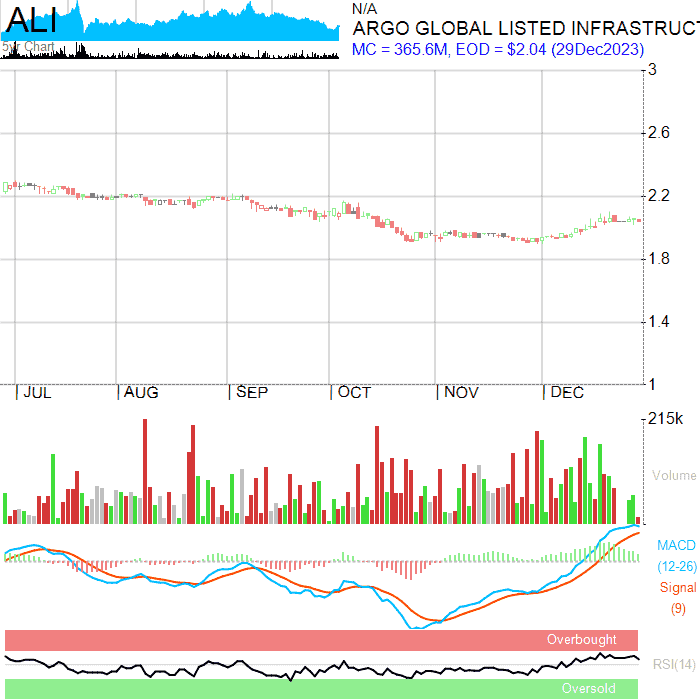 ALI
5yr Chart
N/A
ARGO GLOBAL LISTED INFRASTRUCT
MC = 365.6M, EOD = $2.04 (29Dec2023)
3
2.6
2.2
1.8
1.4
1
JUL AUG SEP OCT NOV DEC
215k
Volume
MACD
(12-26)
Signal
(9)
Overbought
RSI(14)
Oversold